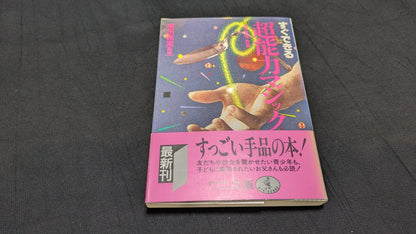 すぐできる
超能力マジック
最新刊
すっごい手品の本!
友だちや彼女を驚かせたい青少年も、
子どもに尊敬されたいお父さんも必読!